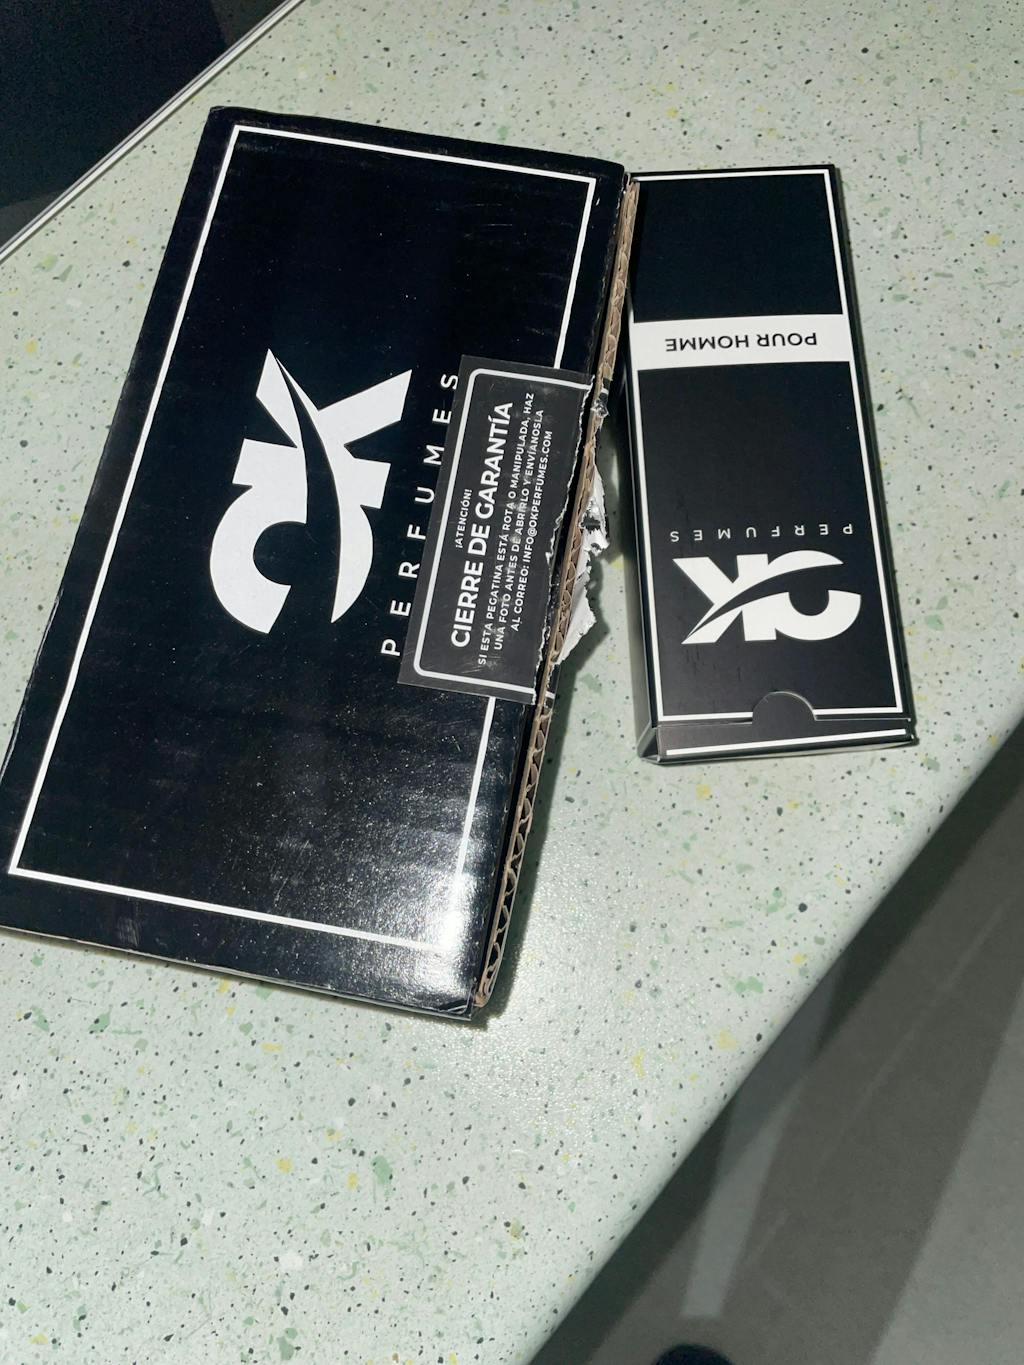 OK
PERFUMES
¡ATENCIÓN!
CIERRE DE GARANTÍA
SI ESTA PEGATINA ESTÁ ROTA O MANIPULADA, HAZ
UNA FOTO ANTES DE ABRIRLO Y ENVÍANOSLA
AL CORREO: INFO@OKPERFUMES.COM
OK
PERFUMES
POUR HOMME